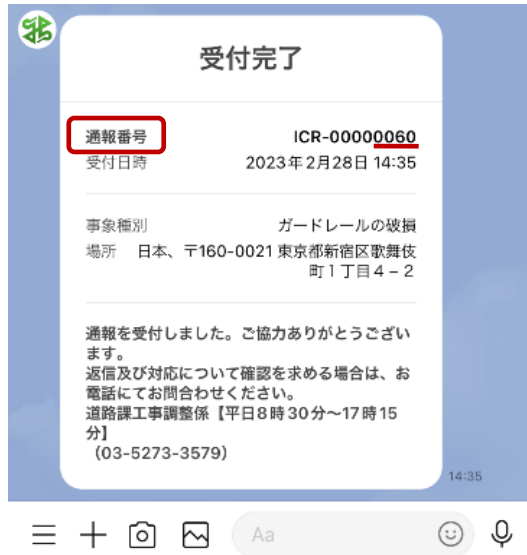 受付完了
通報番号 ICR-00000060
受付日時 2023年2月28日 14:35
事象種別 ガードレールの破損
場所 日本、〒160-0021 東京都新宿区歌舞伎
町1丁目4−2
通報を受付しました。ご協力ありがとうござい
ます。
返信及び対応について確認を求める場合は、お
電話にてお問合わせください。
道路課工事調整係【平日8時30分~17時15
分】
(03-5273-3579)
14:35
Aa